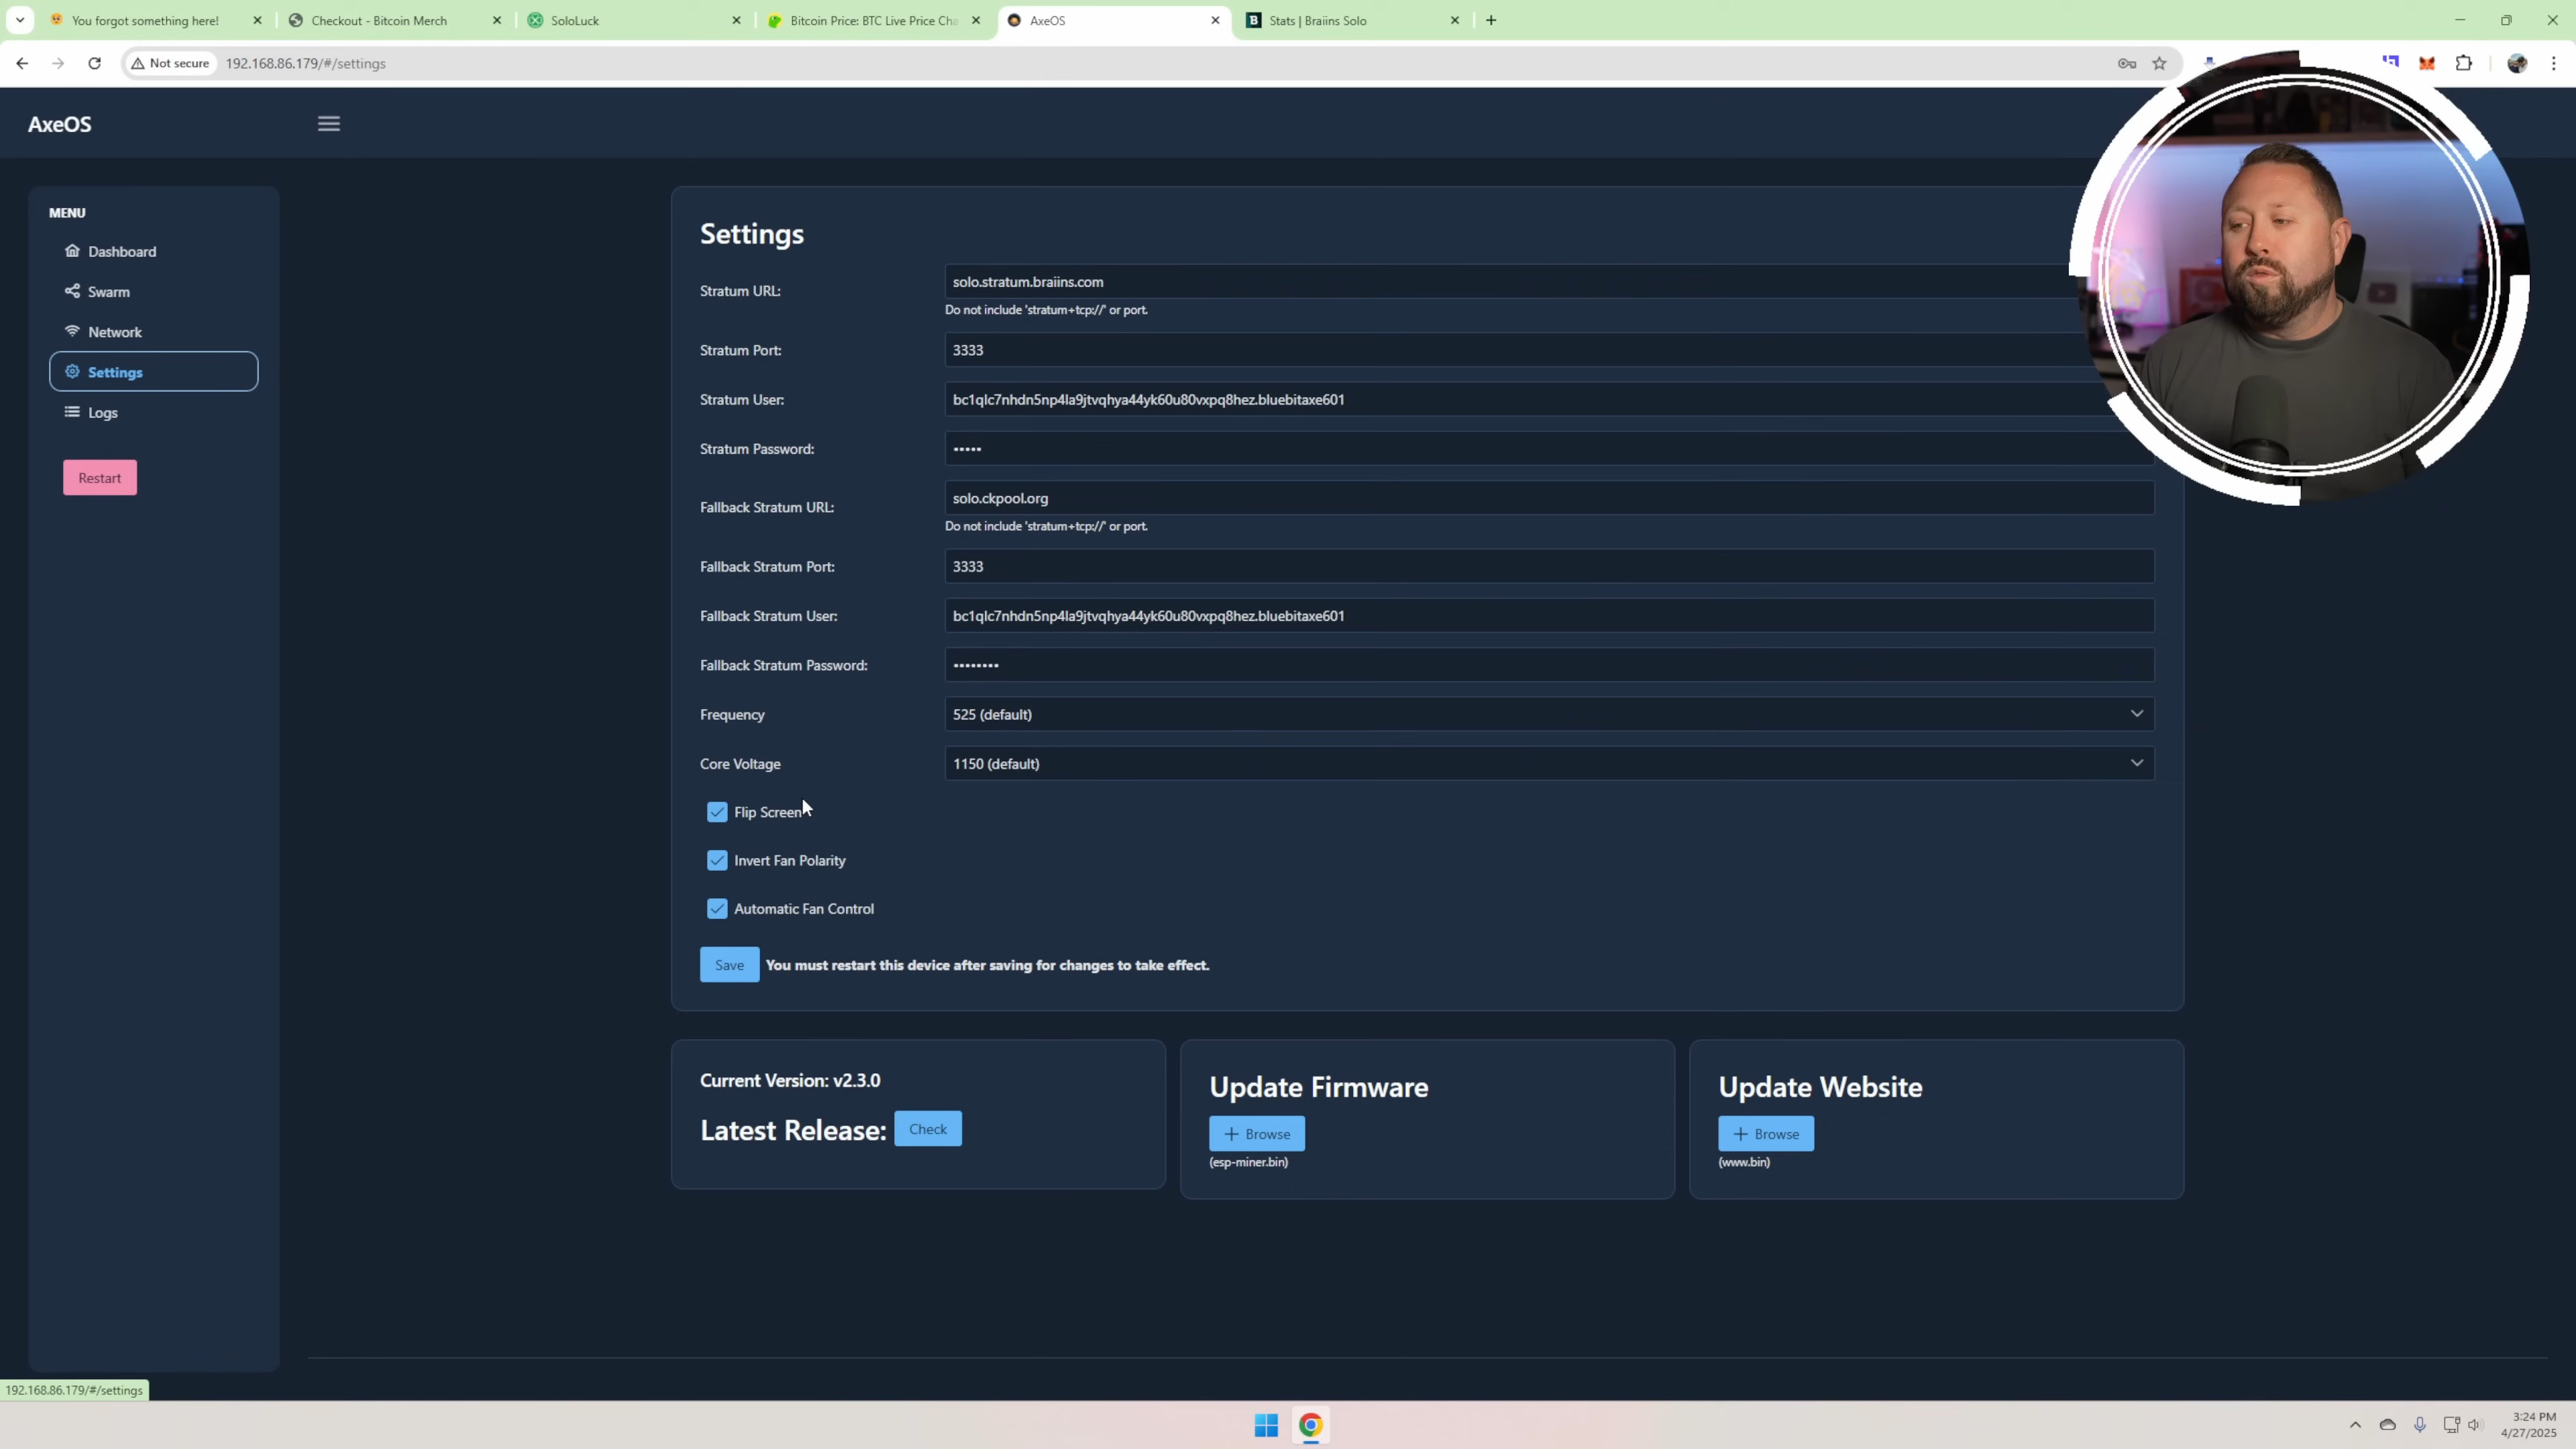 You forgot something here!
Checkout - Bitcoin Merch
SoloLuck
Bitcoin Price: BTC Live Price Cha
AxeOS
Stats | Braiins Solo
Not secure
192.168.86.179/#/settings
AxeOS
MENU
Dashboard
Swarm
Network
Settings
Logs
Restart
Settings
Stratum URL:
solo.stratum.braiins.com
Do not include 'stratum+tcp://' or port.
Stratum Port:
3333
Stratum User:
bc1qlc7nhdn5np4la9jtvqhya44yk60u80vxpq8hez.bluebitaxe601
Stratum Password:
•••••
Fallback Stratum URL:
solo.ckpool.org
Do not include 'stratum+tcp://' or port.
Fallback Stratum Port:
3333
Fallback Stratum User:
bc1qlc7nhdn5np4la9jtvqhya44yk60u80vxpq8hez.bluebitaxe601
Fallback Stratum Password:
••••••••
Frequency
525 (default)
Core Voltage
1150 (default)
Flip Screen
Invert Fan Polarity
Automatic Fan Control
Save
You must restart this device after saving for changes to take effect.
Current Version: v2.3.0
Latest Release:
Check
Update Firmware
Browse
(esp-miner.bin)
Update Website
Browse
(www.bin)
192.168.86.179/#/settings
3:24 PM
4/27/2025